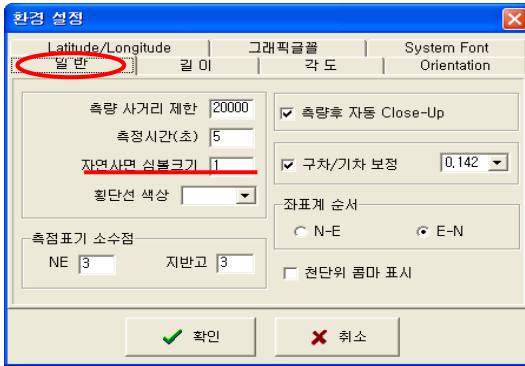 환경 설정
Latitude/Longitude 그래픽글꼴 System Font
일 반 길 이 각 도 Orientation
측량 사거리 제한 20000
측정시간(초) 5
자연사면 심볼크기 1
횡단선 색상
측점표기 소수점
NE 3 지반고 3
측량후 자동 Close-Up
구차/기차 보정 0.142
좌표계 순서
N-E E-N
천단위 콤마 표시
확인 취소